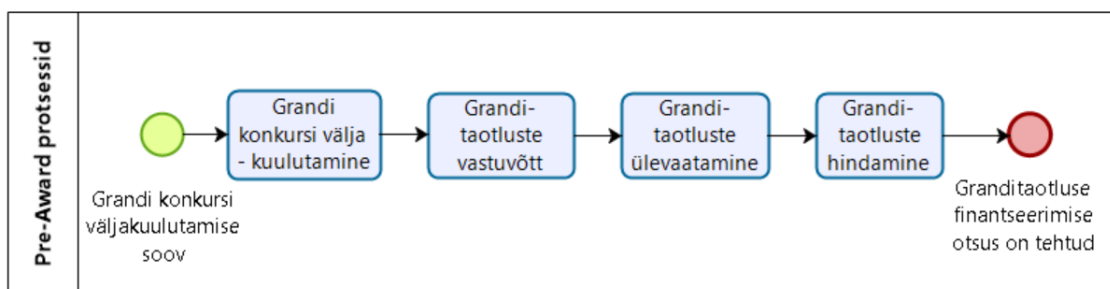 Pre-Award protsessid
Grandi konkursi
väljakuulutamise
soov
Grandi
konkursi välja
- kuulutamine
Grandi-
taotluste
vastuvõtt
Grandi-
taotluste
ülevaatamine
Grandi-
taotluste
hindamine
Granditaotluse
finantseerimise
otsus on tehtud